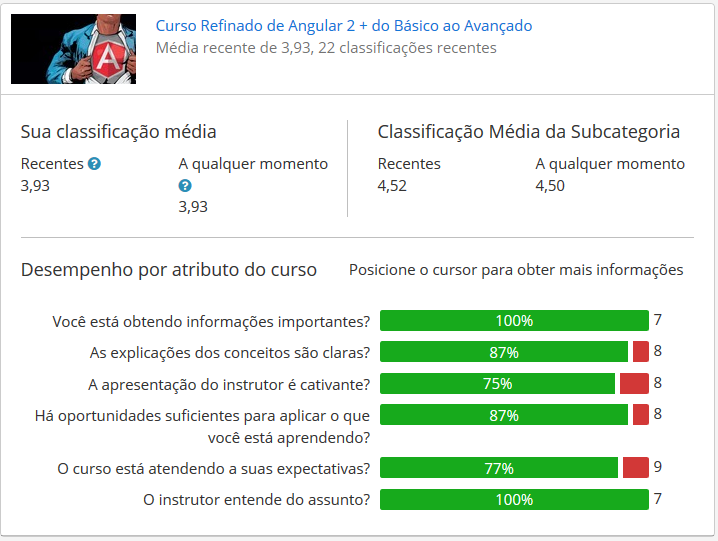 A
Curso Refinado de Angular 2 + do Básico ao Avançado
Média recente de 3,93, 22 classificações recentes
Sua classificação média
Recentes ?
3,93
A qualquer momento
?
3,93
Classificação Média da Subcategoria
Recentes
4,52
A qualquer momento
4,50
Desempenho por atributo do curso
Posicione o cursor para obter mais informações
Você está obtendo informações importantes? 100% 7
As explicações dos conceitos são claras? 87% 8
A apresentação do instrutor é cativante? 75% 8
Há oportunidades suficientes para aplicar o que
você está aprendendo? 87% 8
O curso está atendendo a suas expectativas? 77% 9
O instrutor entende do assunto? 100% 7